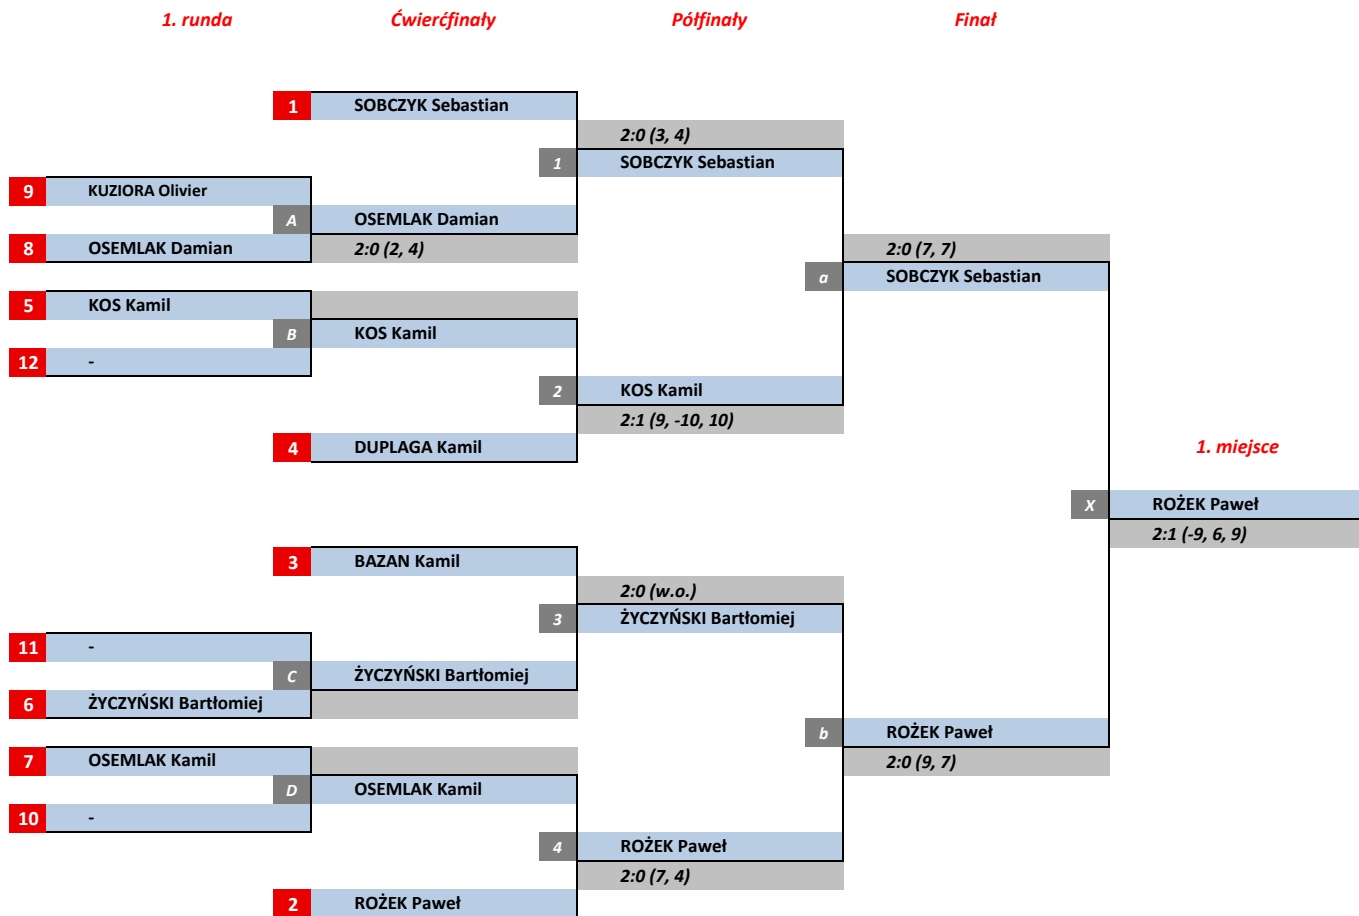 1. runda Ćwierćfinały Półfinały Finał
1 SOBCZYK Sebastian
2:0 (3, 4)
1 SOBCZYK Sebastian
9 KUZIORA Olivier
A OSEMLAK Damian
8 OSEMLAK Damian 2:0 (2, 4) 2:0 (7, 7)
a SOBCZYK Sebastian
5 KOS Kamil
B KOS Kamil
12 -
2 KOS Kamil
2:1 (9, -10, 10)
4 DUPLAGA Kamil 1. miejsce
X ROŻEK Paweł
2:1 (-9, 6, 9)
3 BAZAN Kamil
2:0 (w.o.)
3 ŻYCZYŃSKI Bartłomiej
11 -
C ŻYCZYŃSKI Bartłomiej
6 ŻYCZYŃSKI Bartłomiej
b ROŻEK Paweł
7 OSEMLAK Kamil 2:0 (9, 7)
D OSEMLAK Kamil
10 -
4 ROŻEK Paweł
2:0 (7, 4)
2 ROŻEK Paweł